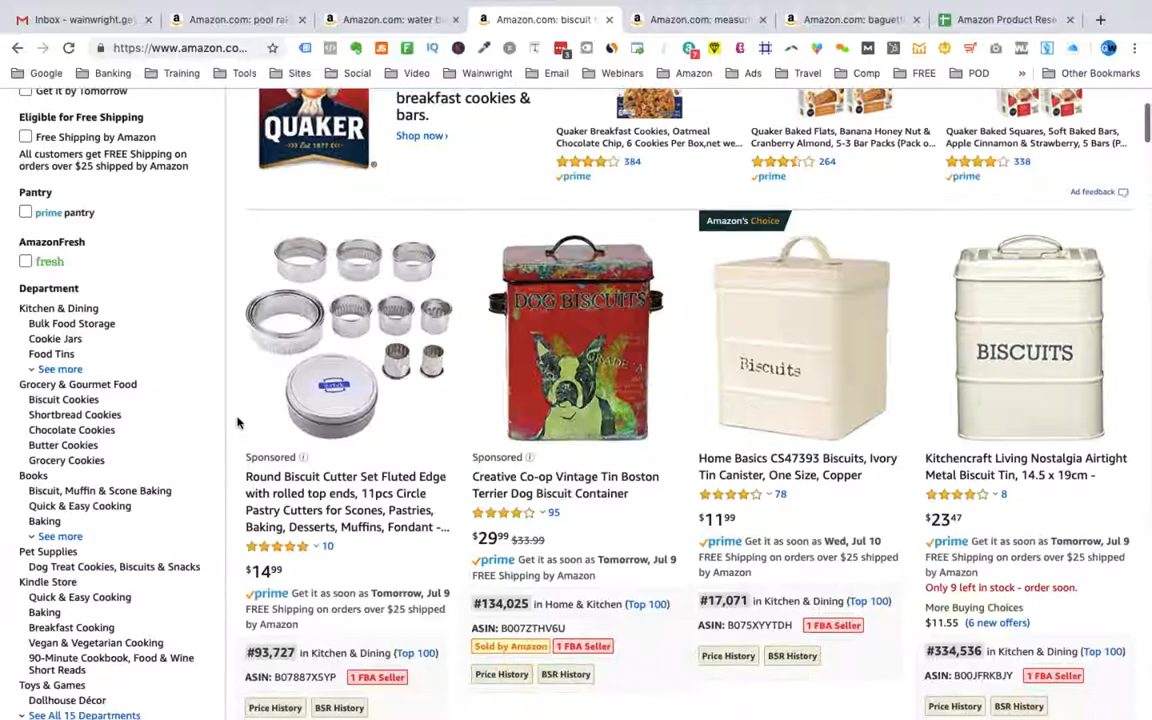 Monitor - wainwright.gey
Amazon.com: pool rak
Amazon.com: water b
Amazon.com: biscuit t
Amazon.com: measur
Amazon.com: baguett
Amazon Product Rese
https://www.amazon.co...
Google
Banking
Training
Tools
Sites
Social
Video
Wainwright
Email
Webinars
Amazon
Ads
Travel
Comp
FREE
POD
»
Other Bookmarks
Get it by Tomorrow
Eligible for Free Shipping
Free Shipping by Amazon
All customers get FREE Shipping on
orders over $25 shipped by Amazon
Pantry
prime pantry
AmazonFresh
fresh
Department
Kitchen & Dining
Bulk Food Storage
Cookie Jars
Food Tins
See more
Grocery & Gourmet Food
Biscuit Cookies
Shortbread Cookies
Chocolate Cookies
Butter Cookies
Grocery Cookies
Books
Biscuit, Muffin & Scone Baking
Quick & Easy Cooking
Baking
See more
Pet Supplies
Dog Treat Cookies, Biscuits & Snacks
Kindle Store
Quick & Easy Cooking
Baking
Breakfast Cooking
Vegan & Vegetarian Cooking
90-Minute Cookbook, Food & Wine
Short Reads
Toys & Games
Dollhouse Décor
See All 15 Departments
QUAKER
breakfast cookies &
bars.
Shop now ›
Quaker Breakfast Cookies, Oatmeal
Chocolate Chip, 6 Cookies Per Box,net we...
384
prime
Quaker Baked Flats, Banana Honey Nut &
Cranberry Almond, 5-3 Bar Packs (Pack o...
264
prime
Quaker Baked Squares, Soft Baked Bars,
Apple Cinnamon & Strawberry, 5 Bars (P...
338
prime
Ad feedback
Sponsored
Round Biscuit Cutter Set Fluted Edge
with rolled top ends, 11pcs Circle
Pastry Cutters for Scones, Pastries,
Baking, Desserts, Muffins, Fondant -...
10
$14.99
prime Get it as soon as Tomorrow, Jul 9
FREE Shipping on orders over $25 shipped
by Amazon
#93,727 in Kitchen & Dining (Top 100)
ASIN: B07887X5YP 1 FBA Seller
Price History BSR History
DOG BISCUITS
GRADE 'A'
Sponsored
Creative Co-op Vintage Tin Boston
Terrier Dog Biscuit Container
95
$29.99 $33.99
prime Get it as soon as Tomorrow, Jul 9
FREE Shipping by Amazon
#134,025 in Home & Kitchen (Top 100)
ASIN: B007ZTHV6U
Sold by Amazon 1 FBA Seller
Price History BSR History
Amazon's Choice
Biscuits
Home Basics CS47393 Biscuits, Ivory
Tin Canister, One Size, Copper
78
$11.99
prime Get it as soon as Wed, Jul 10
FREE Shipping on orders over $25 shipped
by Amazon
#17,071 in Kitchen & Dining (Top 100)
ASIN: B075XYYTDH 1 FBA Seller
Price History BSR History
BISCUITS
Kitchencraft Living Nostalgia Airtight
Metal Biscuit Tin, 14.5 x 19cm -
8
$23.47
prime Get it as soon as Tomorrow, Jul 9
FREE Shipping on orders over $25 shipped
by Amazon
Only 9 left in stock - order soon.
More Buying Choices
$11.55 (6 new offers)
#334,536 in Kitchen & Dining (Top 100)
ASIN: B00JFRKBJY 1 FBA Seller
Price History BSR History